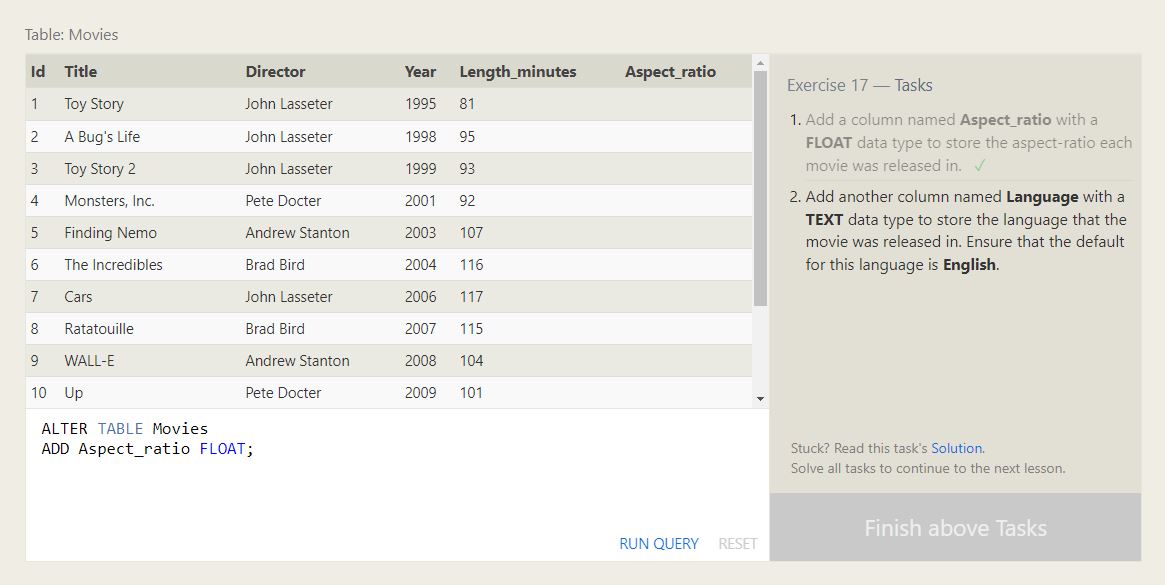 Table: Movies
Id Title Director Year Length_minutes Aspect_ratio
1 Toy Story John Lasseter 1995 81
2 A Bug's Life John Lasseter 1998 95
3 Toy Story 2 John Lasseter 1999 93
4 Monsters, Inc. Pete Docter 2001 92
5 Finding Nemo Andrew Stanton 2003 107
6 The Incredibles Brad Bird 2004 116
7 Cars John Lasseter 2006 117
8 Ratatouille Brad Bird 2007 115
9 WALL-E Andrew Stanton 2008 104
10 Up Pete Docter 2009 101
ALTER TABLE Movies
ADD Aspect_ratio FLOAT;
RUN QUERY RESET
Exercise 17 — Tasks
1. Add a column named Aspect_ratio with a
FLOAT data type to store the aspect-ratio each
movie was released in. ✓
2. Add another column named Language with a
TEXT data type to store the language that the
movie was released in. Ensure that the default
for this language is English.
Stuck? Read this task's Solution.
Solve all tasks to continue to the next lesson.
Finish above Tasks